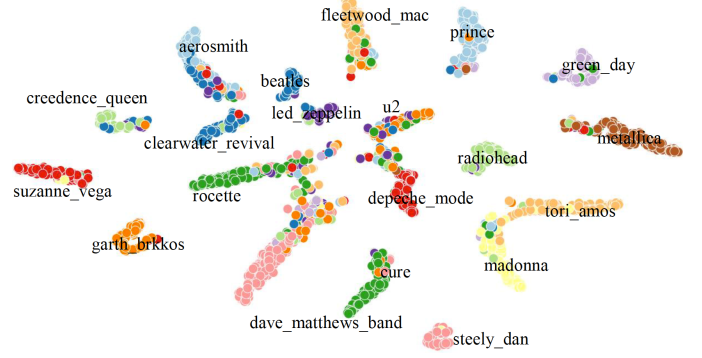 fleetwood_mac
prince
aerosmith
green_day
beatles
creedence_queen
led_zeppelin
u2
clearwater_revival
metallica
radiohead
suzanne_vega
rocette
depeche_mode
tori_amos
garth_brkkos
madonna
cure
dave_matthews_band
steely_dan